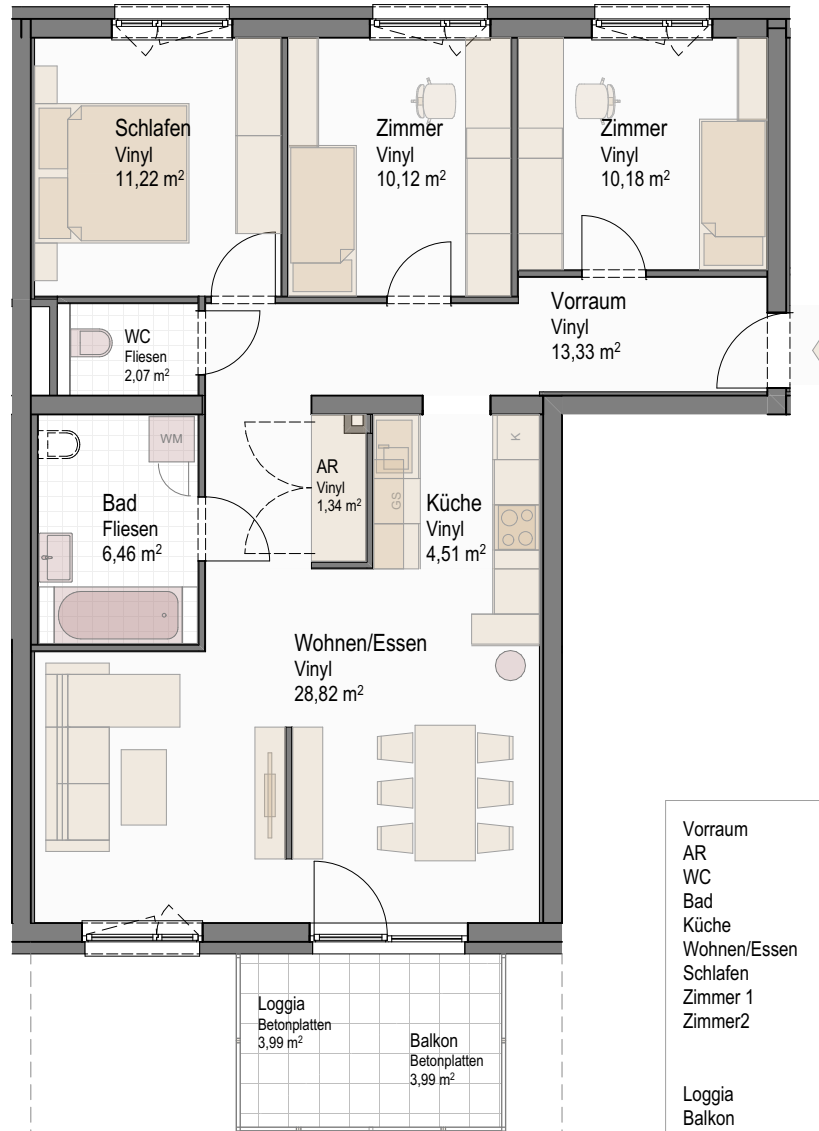 Schlafen
Vinyl
11,22 m²
Zimmer
Vinyl
10,12 m²
Zimmer
Vinyl
10,18 m²
Vorraum
Vinyl
13,33 m²
WC
Fliesen
2,07 m²
WM
AR
Vinyl
1,34 m²
GS
K
Küche
Vinyl
4,51 m²
Bad
Fliesen
6,46 m²
Wohnen/Essen
Vinyl
28,82 m²
Loggia
Betonplatten
3,99 m²
Balkon
Betonplatten
3,99 m²
Vorraum
AR
WC
Bad
Küche
Wohnen/Essen
Schlafen
Zimmer 1
Zimmer2
Loggia
Balkon